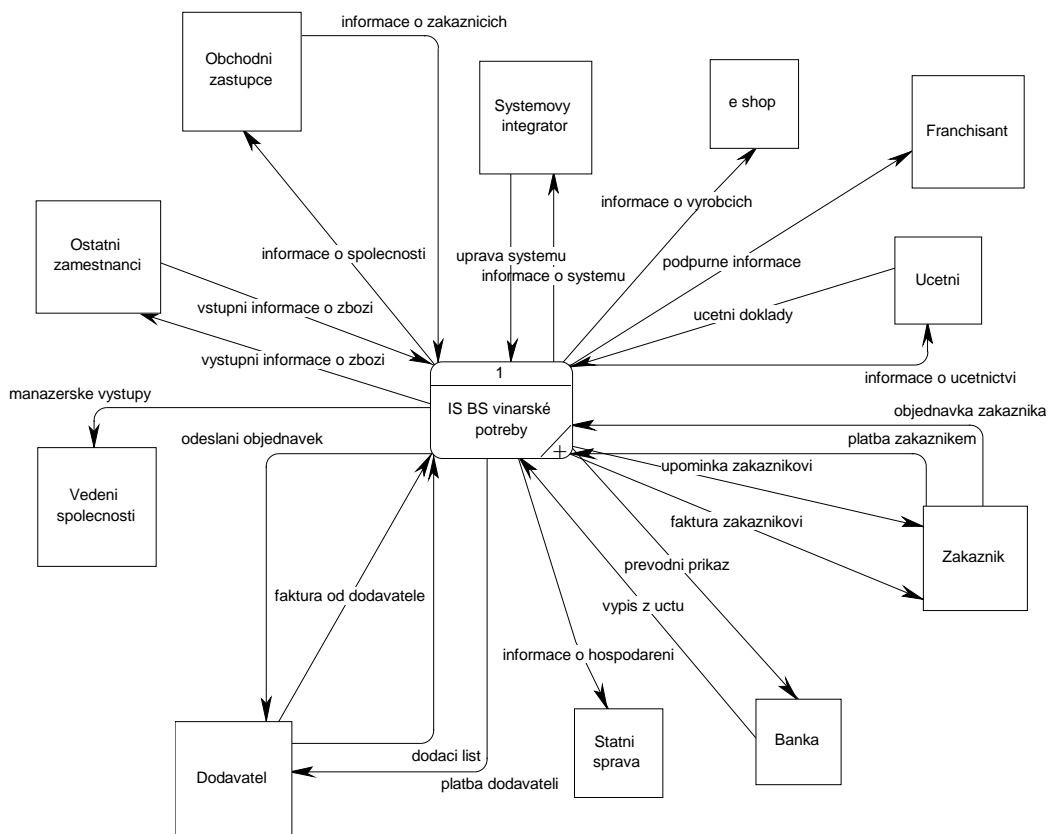 informace o zakaznicich
Obchodni
zastupce
Systemovy
integrator
e shop
Franchisant
informace o vyrobcich
Ostatni
zamestnanci
informace o spolecnosti
uprava systemu
informace o systemu
podpurne informace
Ucetni
vstupni informace o zbozi
ucetni doklady
vystupni informace o zbozi
1
informace o ucetnictvi
manazerske vystupy
IS BS vinarské
potreby
objednavka zakaznika
odeslani objednavek
platba zakaznikem
upominka zakaznikovi
Vedeni
spolecnosti
faktura zakaznikovi
Zakaznik
prevodni prikaz
faktura od dodavatele
vypis z uctu
informace o hospodareni
Statni
sprava
Banka
dodaci list
Dodavatel
platba dodavateli